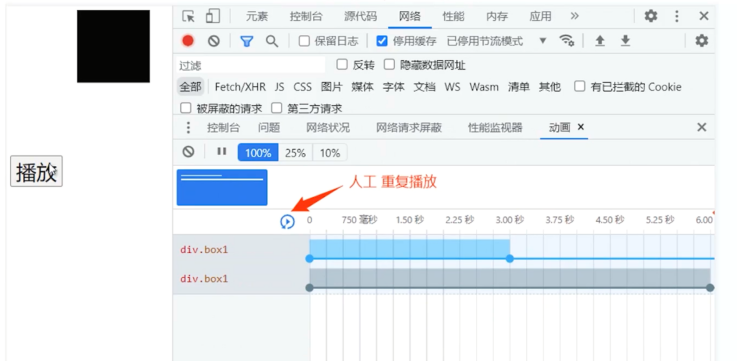 元素 控制台 源代码 网络 性能 内存 应用 »
保留日志 停用缓存 已停用节流模式
过滤 反转 隐藏数据网址
全部 Fetch/XHR JS CSS 图片 媒体 字体 文档 WS Wasm 清单 其他 有已拦截的 Cookie
被屏蔽的请求 第三方请求
控制台 问题 网络状况 网络请求屏蔽 性能监视器 动画 ×
100% 25% 10%
播放
人工 重复播放
0 750 毫秒 1.50 秒 2.25 秒 3.00 秒 3.75 秒 4.50 秒 5.25 秒 6.00
div.box1
div.box1